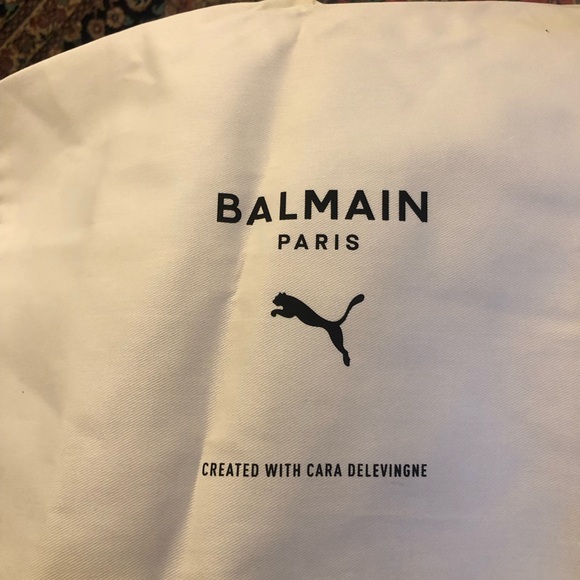 BALMAIN
PARIS
CREATED WITH CARA DELEVINGNE